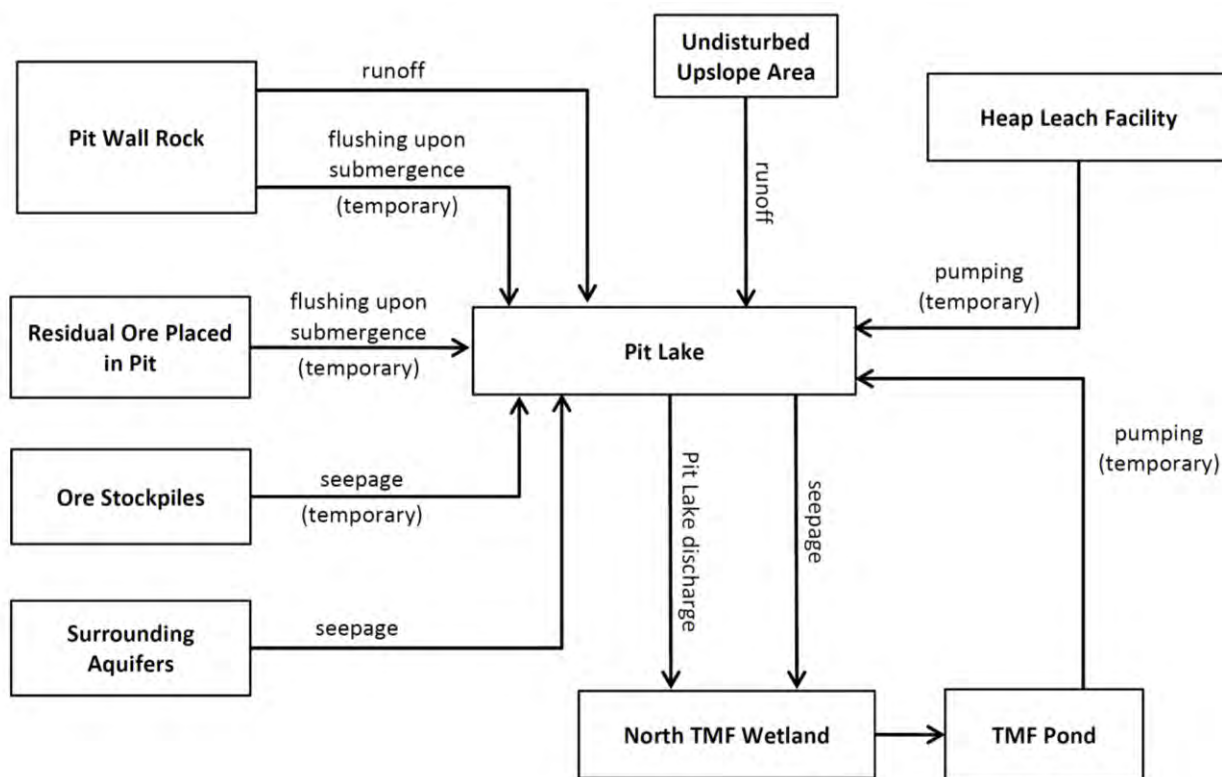 Undisturbed
Upslope Area
runoff
Pit Wall Rock
Heap Leach Facility
flushing upon
submergence
(temporary)
runoff
pumping
(temporary)
Residual Ore Placed
in Pit
flushing upon
submergence
(temporary)
Pit Lake
pumping
(temporary)
Ore Stockpiles
seepage
(temporary)
Pit Lake discharge
seepage
Surrounding
Aquifers
seepage
North TMF Wetland
TMF Pond